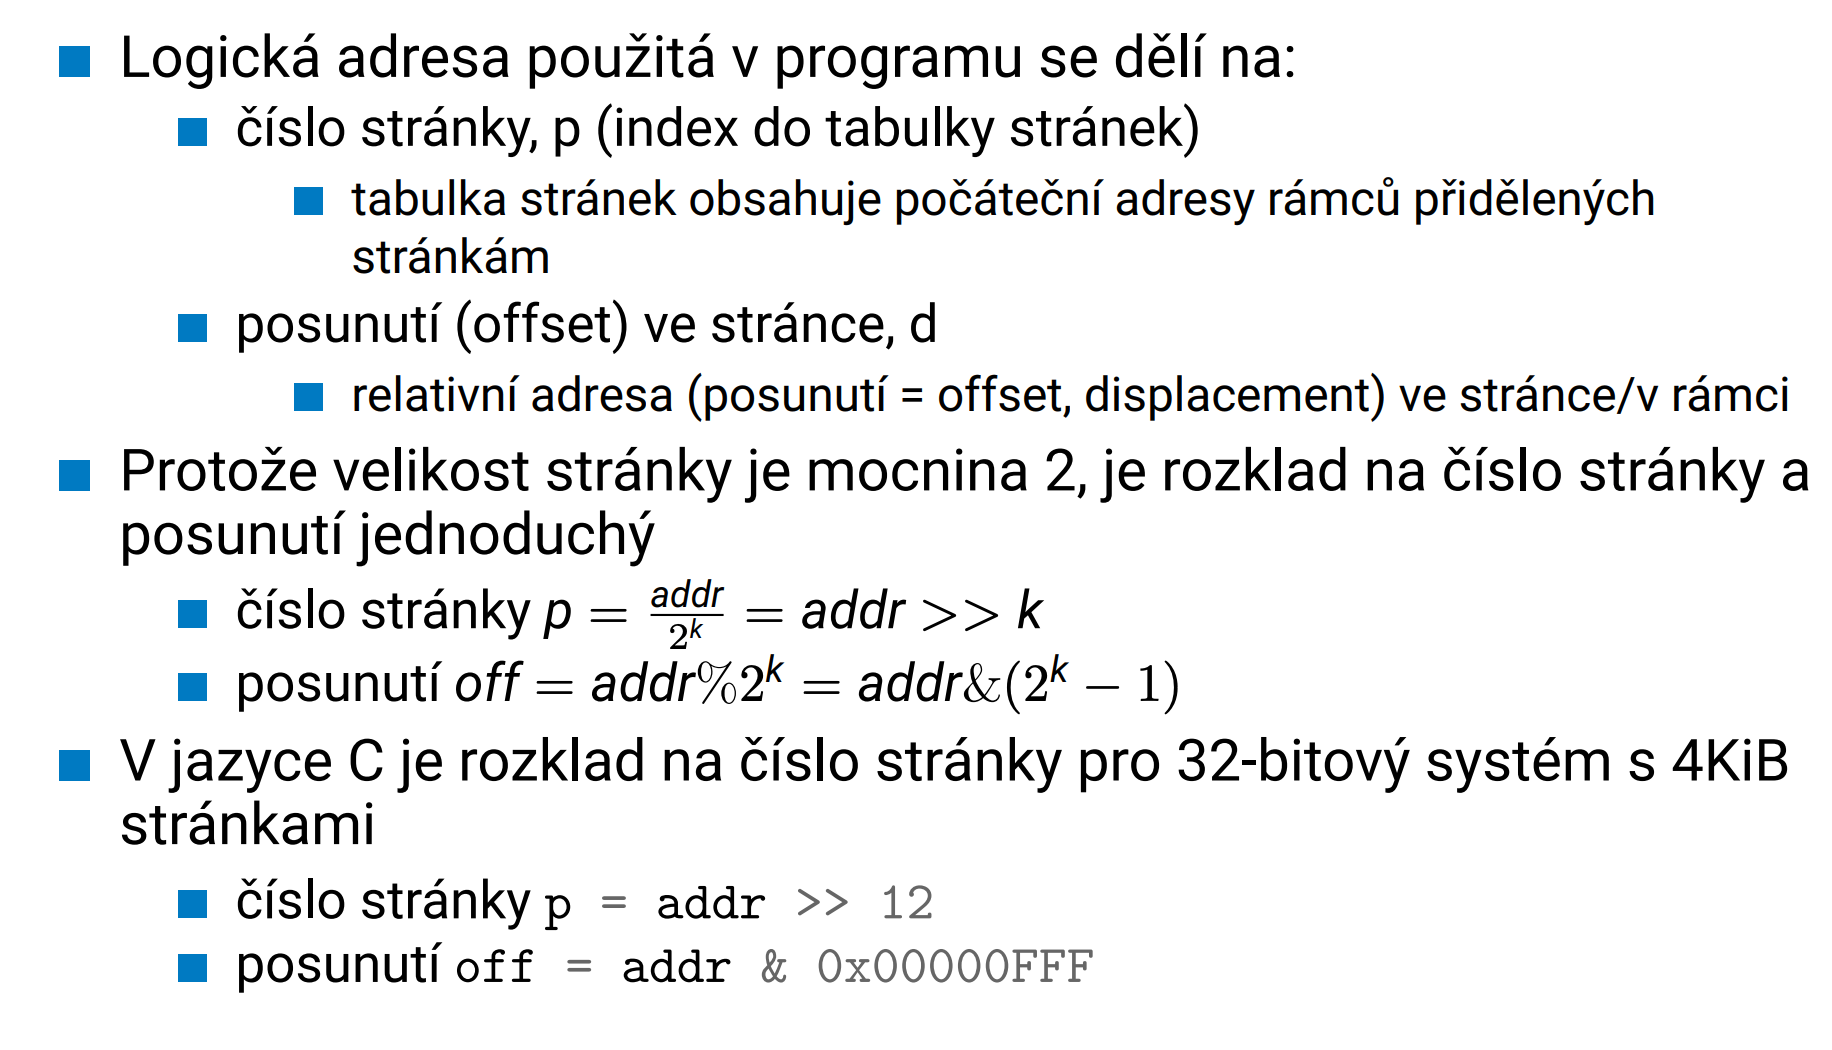 Logická adresa použitá v programu se dělí na:
číslo stránky, p (index do tabulky stránek)
tabulka stránek obsahuje počáteční adresy rámců přidělených
stránkám
posunutí (offset) ve stránce, d
relativní adresa (posunutí = offset, displacement) ve stránce/v rámci
Protože velikost stránky je mocnina 2, je rozklad na číslo stránky a
posunutí jednoduchý
číslo stránky $p = \frac{addr}{2^k} = addr >> k$
posunutí $off = addr \% 2^k = addr \& (2^k - 1)$
V jazyce C je rozklad na číslo stránky pro 32-bitový systém s 4KiB
stránkami
číslo stránky p = addr >> 12
posunutí off = addr & 0x00000FFF